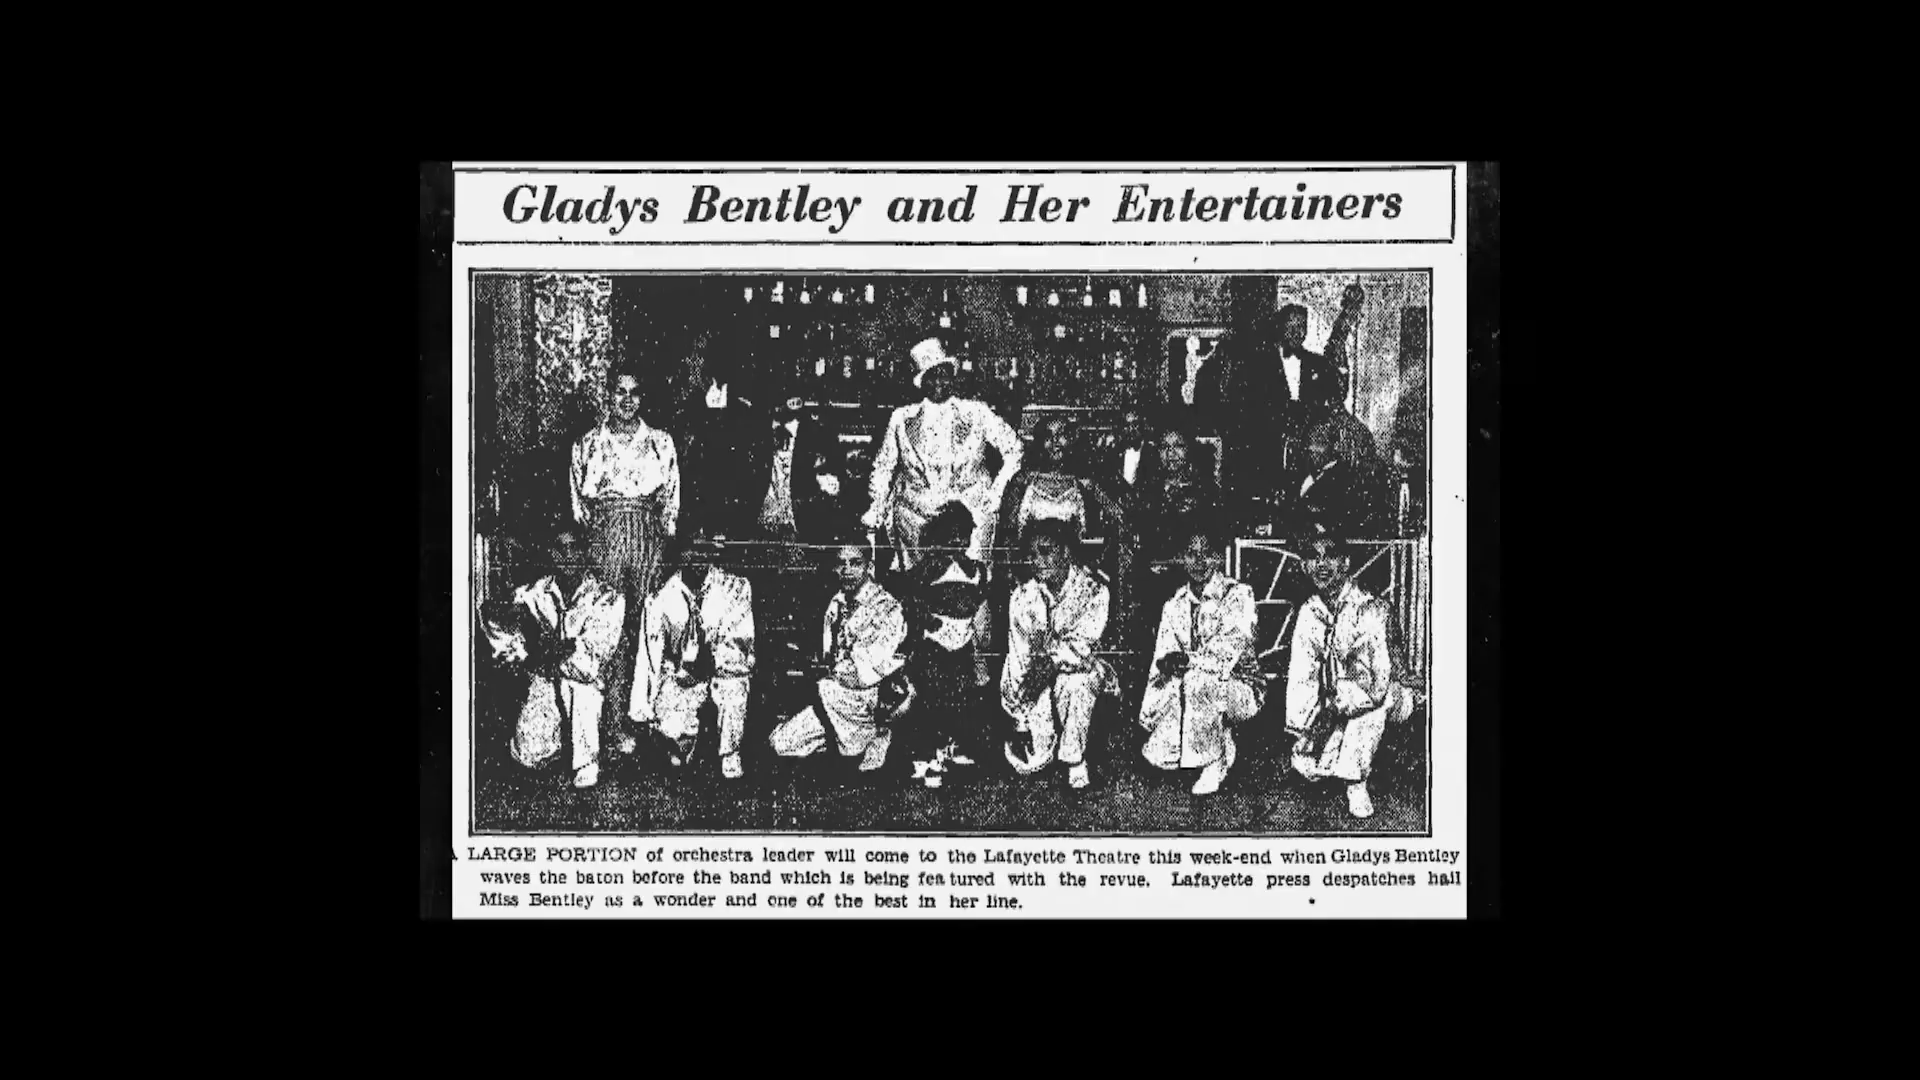 Gladys Bentley and Her Entertainers
A LARGE PORTION of orchestra leader will come to the Lafayette Theatre this week-end when Gladys Bentley
waves the baton before the band which is being featured with the revue. Lafayette press despatches hail
Miss Bentley as a wonder and one of the best in her line.